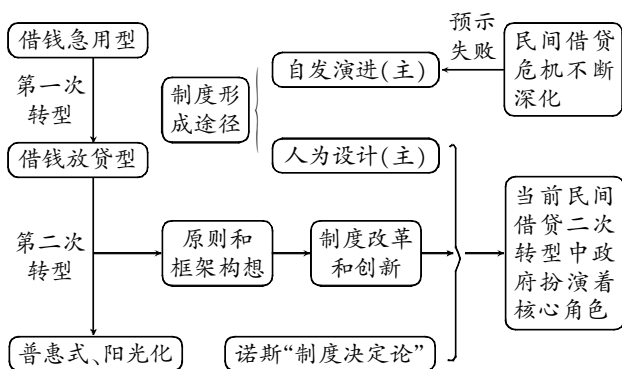 借钱急用型
第一次
转型
借钱放贷型
第二次
转型
普惠式、阳光化
制度形
成途径
自发演进(主)
预示
失败
民间借贷
危机不断
深化
人为设计(主)
原则和
框架构想
制度改革
和创新
诺斯“制度决定论”
当前民间
借贷二次
转型中政
府扮演着
核心角色